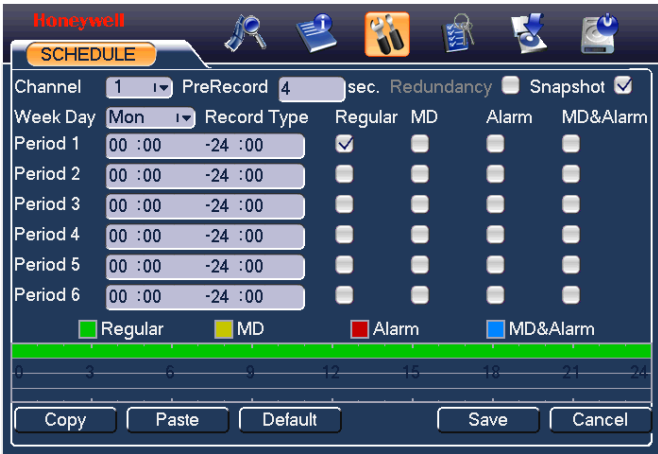 Honeywell
SCHEDULE
Channel 1 PreRecord 4 sec. Redundancy Snapshot
Week Day Mon Record Type Regular MD Alarm MD&Alarm
Period 1 00 :00 -24 :00
Period 2 00 :00 -24 :00
Period 3 00 :00 -24 :00
Period 4 00 :00 -24 :00
Period 5 00 :00 -24 :00
Period 6 00 :00 -24 :00
Regular MD Alarm MD&Alarm
0 3 6 9 12 15 18 21 24
Copy Paste Default Save Cancel